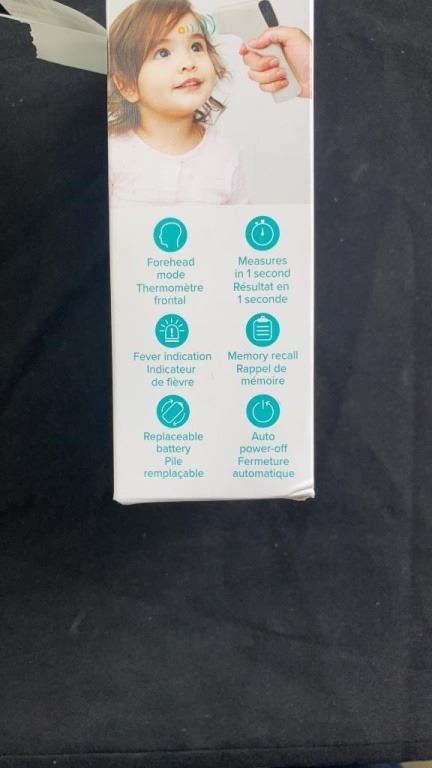 Forehead
mode
Thermomètre
frontal
Measures
in 1 second
Résultat en
1 seconde
Fever indication
Indicateur
de fièvre
Memory recall
Rappel de
mémoire
Replaceable
battery
Pile
remplaçable
Auto
power-off
Fermeture
automatique